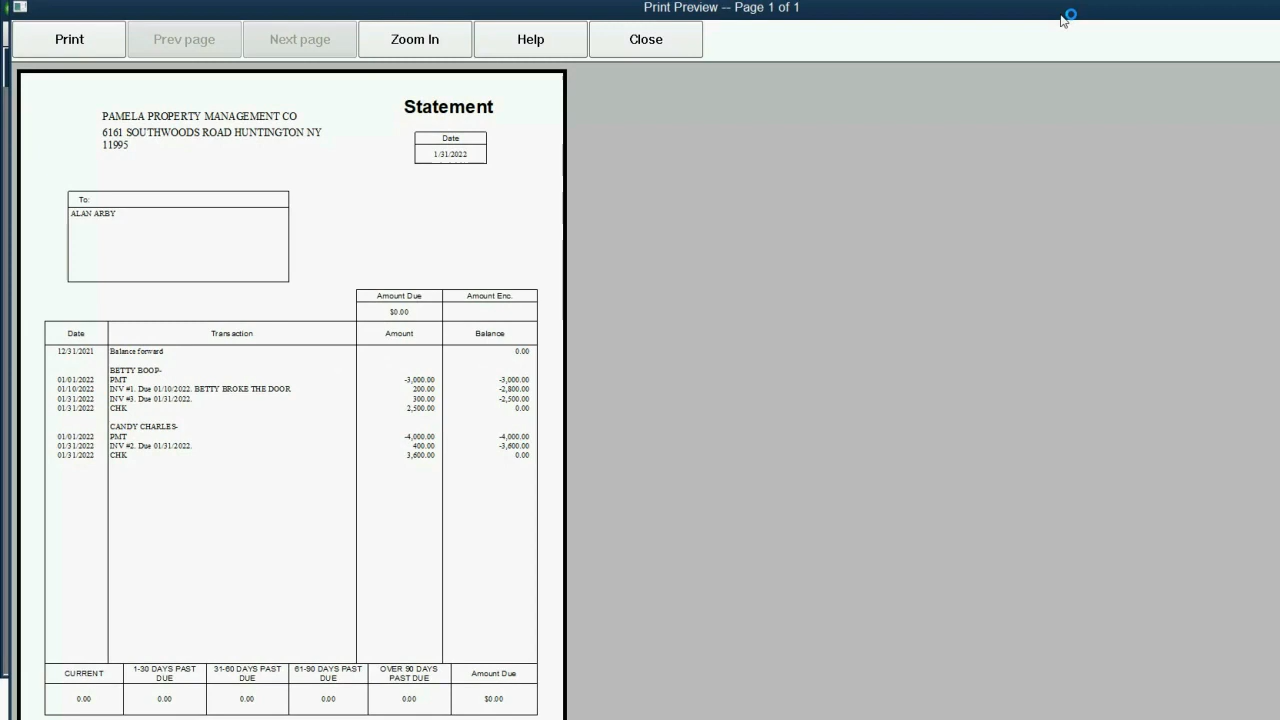 Print Preview -- Page 1 of 1
Print Prev page Next page Zoom In Help Close
Statement
PAMELA PROPERTY MANAGEMENT CO
6161 SOUTHWOODS ROAD HUNTINGTON NY
11995
Date
1/31/2022
To:
ALAN ARBY
Amount Due Amount Enc.
$0.00
Date Transaction Amount Balance
12/31/2021 Balance forward 0.00
BETTY BOOP-
01/01/2022 PMT -3,000.00 -3,000.00
01/10/2022 INV #1. Due 01/10/2022. BETTY BROKE THE DOOR 200.00 -2,800.00
01/31/2022 INV #3. Due 01/31/2022. 300.00 -2,500.00
01/31/2022 CHK 2,500.00 0.00
CANDY CHARLES-
01/01/2022 PMT -4,000.00 -4,000.00
01/31/2022 INV #2. Due 01/31/2022. 400.00 -3,600.00
01/31/2022 CHK 3,600.00 0.00
CURRENT 1-30 DAYS PAST DUE 31-60 DAYS PAST DUE 61-90 DAYS PAST DUE OVER 90 DAYS PAST DUE Amount Due
0.00 0.00 0.00 0.00 0.00 $0.00